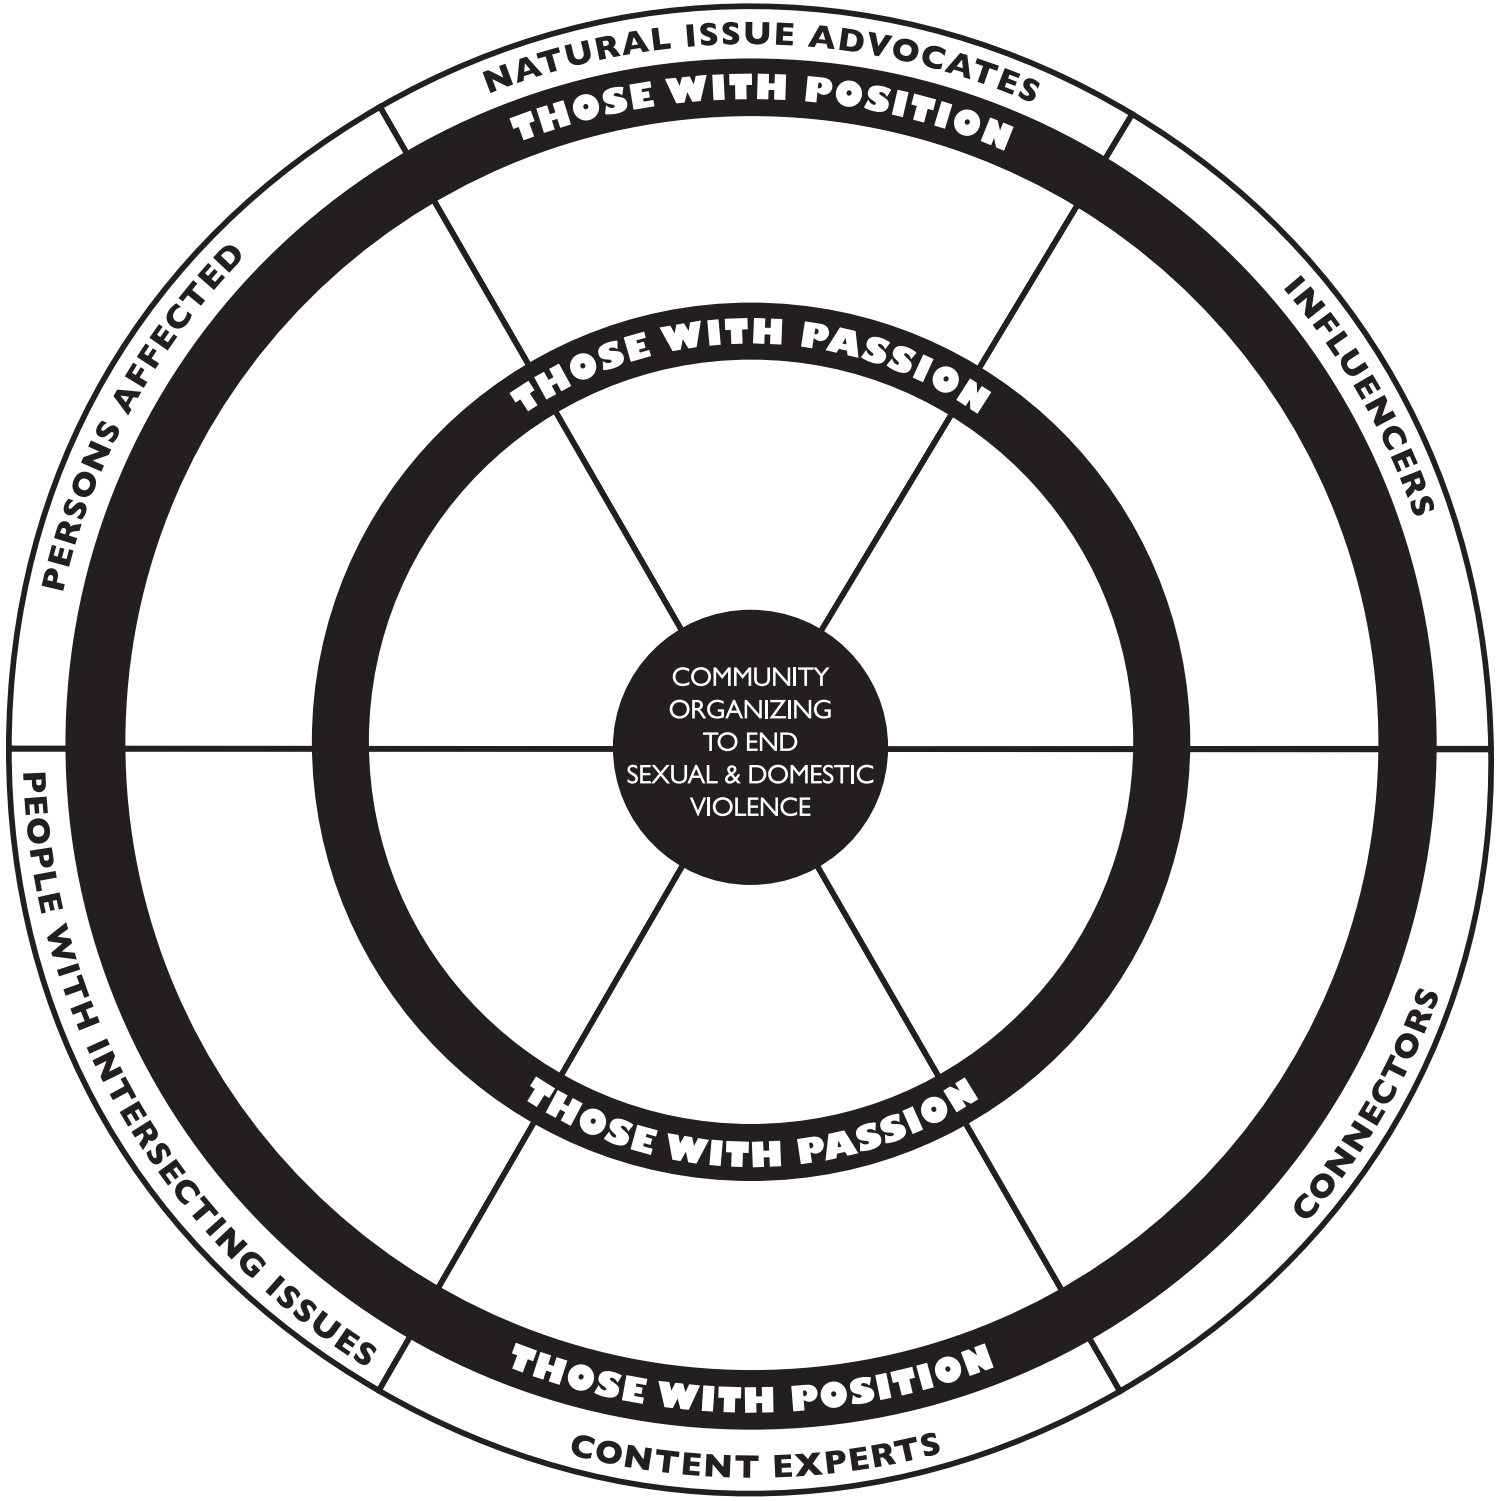 NATURAL ISSUE ADVOCATES
THOSE WITH POSITION
INFLUENCERS
PERSONS AFFECTED
THOSE WITH PASSION
COMMUNITY
ORGANIZING
TO END
SEXUAL & DOMESTIC
VIOLENCE
PEOPLE WITH INTERSECTING ISSUES
CONNECTORS
THOSE WITH PASSION
THOSE WITH POSITION
CONTENT EXPERTS